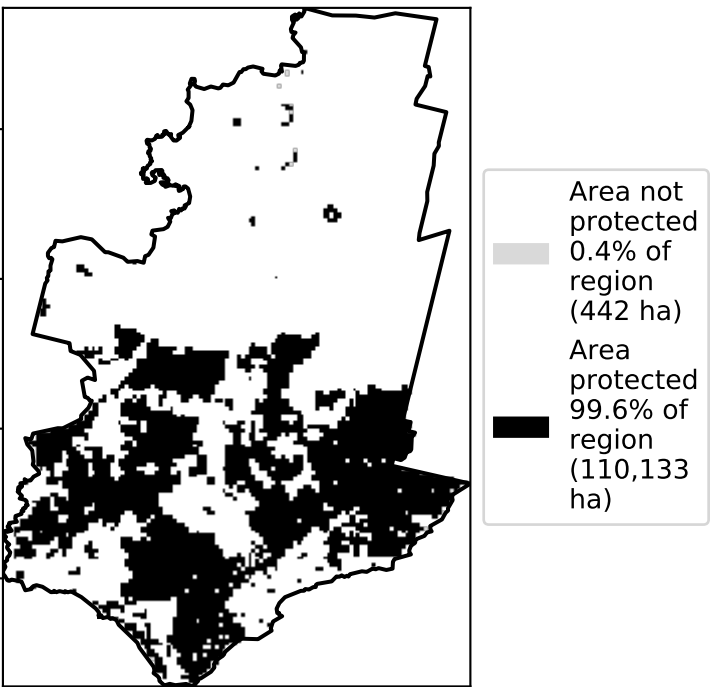 Area not
protected
0.4% of
region
(442 ha)
Area
protected
99.6% of
region
(110,133
ha)